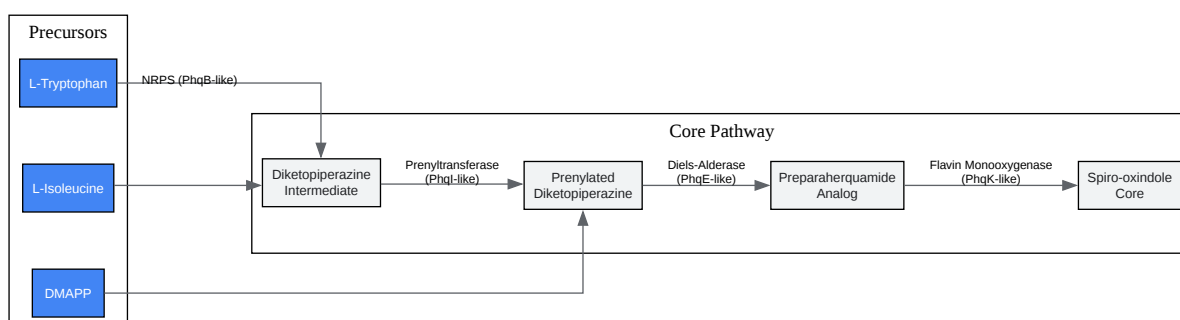 Precursors
L-Tryptophan
NRPS (PhqB-like)
L-Isoleucine
DMAPP
Core Pathway
Diketopiperazine
Intermediate
Prenyltransferase
(PhqI-like)
Prenylated
Diketopiperazine
Diels-Alderase
(PhqE-like)
Preparaherquamide
Analog
Flavin Monooxygenase
(PhqK-like)
Spiro-oxindole
Core